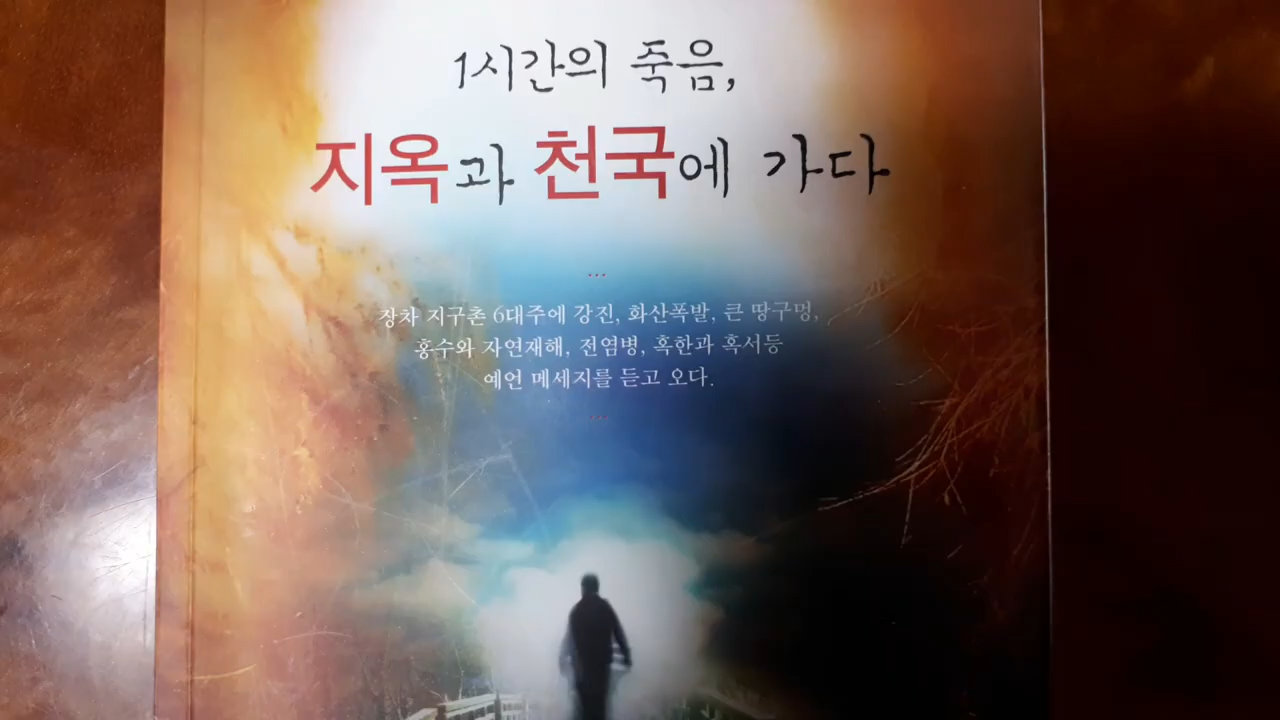 1시간의 죽음,
지옥과 천국에 가다
...
장차 지구촌 6대주에 강진, 화산폭발, 큰 땅구멍,
홍수와 자연재해, 전염병, 혹한과 혹서등
예언 메세지를 듣고 오다.
...